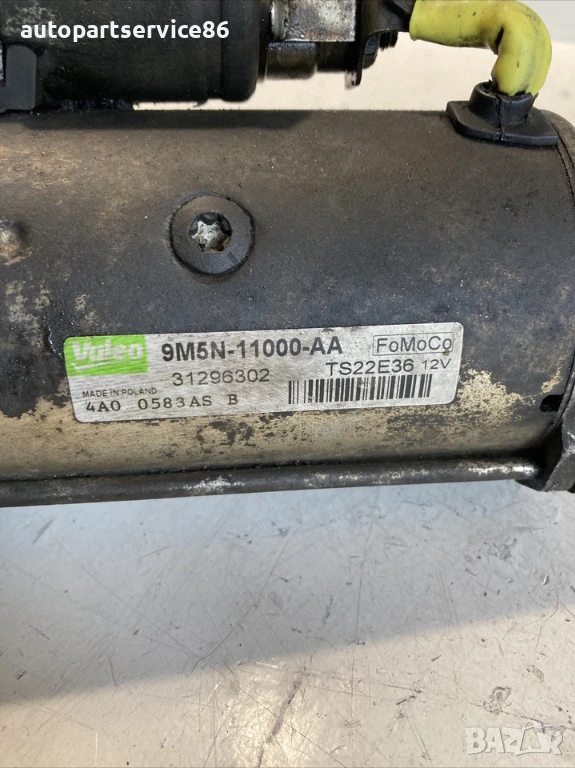 autopartservice86
Valeo 9M5N-11000-AA FoMoCo
31296302 TS22E36 12V
MADE IN POLAND
4A0 0583AS B
BAZAR